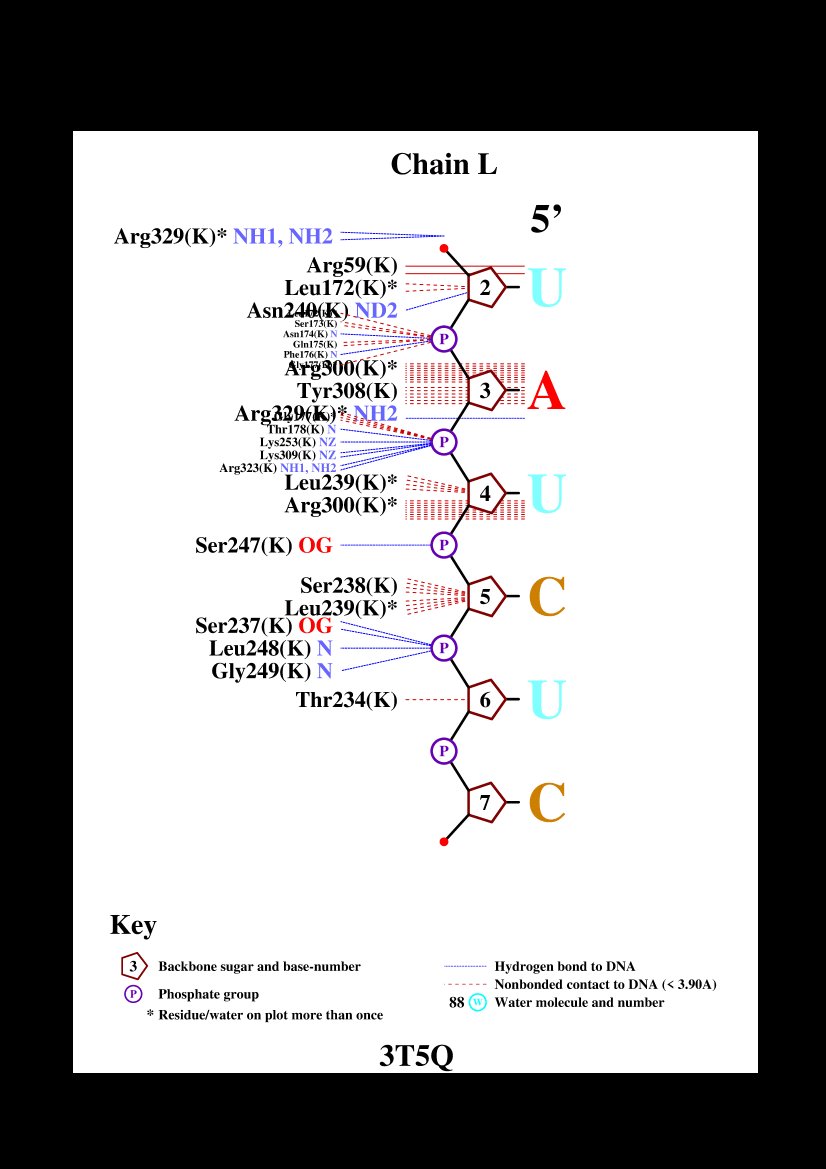 Chain L
5’
Arg329(K)* NH1, NH2
Arg59(K)
Leu172(K)*
U
2
Asn240(K) ND2
Ser173(K)
Asn174(K) N
P
Gln175(K)
Phe176(K) N
Arg300(K)*
Tyr308(K)
3
A
Arg329(K)* NH2
Thr178(K) N
Lys253(K) NZ
P
Lys309(K) NZ
Arg323(K) NH1, NH2
Leu239(K)*
4
U
Arg300(K)*
Ser247(K) OG
P
Ser238(K)
5
C
Leu239(K)*
Ser237(K) OG
Leu248(K) N
P
Gly249(K) N
Thr234(K)
6
U
P
7
C
Key
3 Backbone sugar and base-number
P Phosphate group
* Residue/water on plot more than once
Hydrogen bond to DNA
Nonbonded contact to DNA (< 3.90A)
88 W Water molecule and number
3T5Q